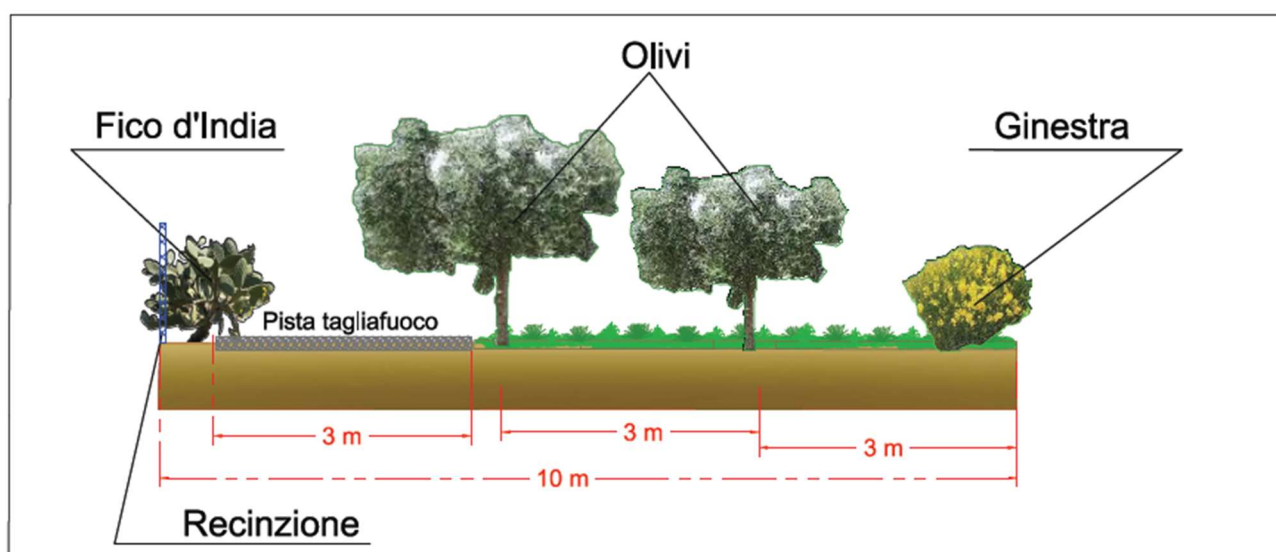 Olivi
Fico d'India
Ginestra
Pista tagliafuoco
3 m
3 m
3 m
10 m
Recinzione